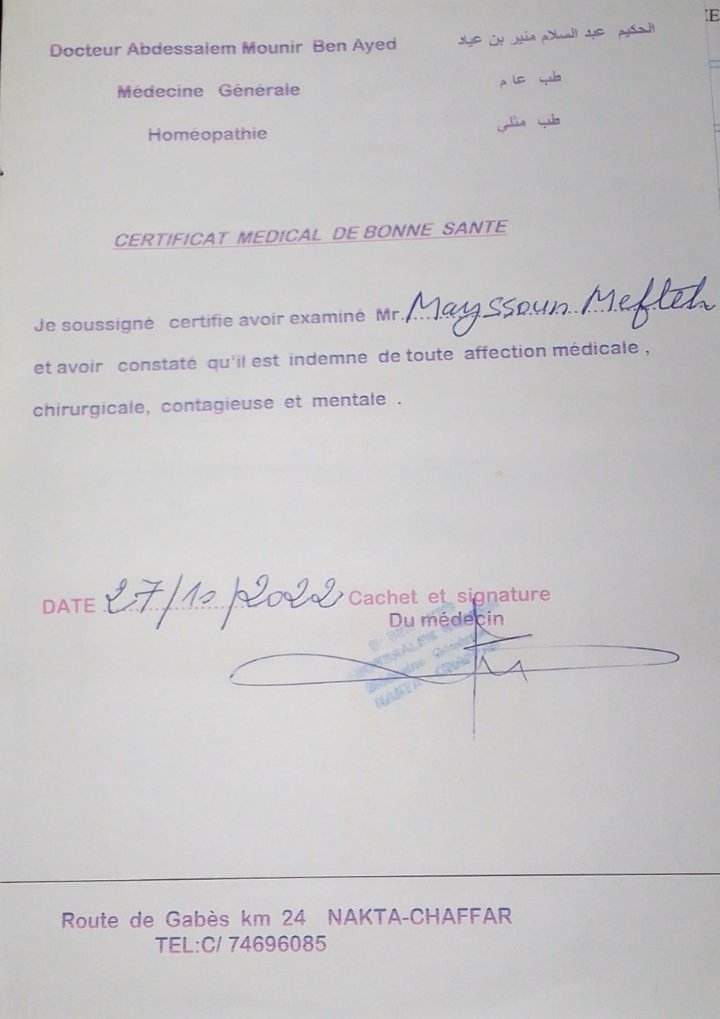 Docteur Abdessalem Mounir Ben Ayed
الحكيم عبد السلام منير بن عياد
Médecine Générale
طب عام
Homéopathie
طب مثلي
CERTIFICAT MEDICAL DE BONNE SANTE
Je soussigné certifie avoir examiné Mr. Mayssoun Mefteh
et avoir constaté qu'il est indemne de toute affection médicale ,
chirurgicale, contagieuse et mentale .
DATE 27/10/2022 Cachet et signature
Du médecin
Route de Gabès km 24 NAKTA-CHAFFAR
TEL:C/ 74696085